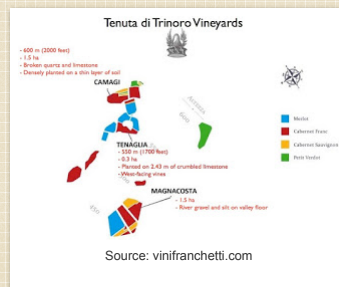 Tenuta di Trinoro Vineyards
- 600 m (2000 feet)
- 1.5 ha
- Broken quartz and limestone
- Densely planted on a thin layer of soil
CAMAGI
Merlot
Cabernet Franc
Cabernet Sauvignon
Petit Verdot
TENAGLIA
- 550 m (1700 feet)
- 0.3 ha
- Planted on 2.43 m of crumbled limestone
- West-facing vines
MAGNACOSTA
- 1.5 ha
- River gravel and silt on valley floor
Source: vinifranchetti.com